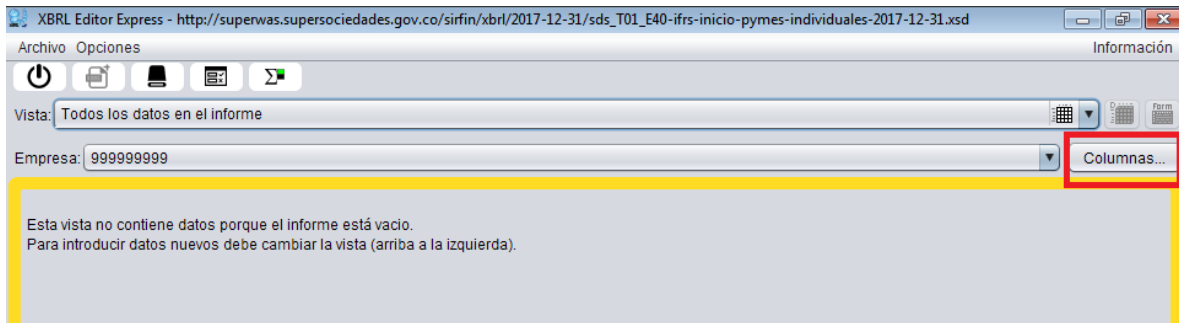 XBRL Editor Express - http://superwas.supersociedades.gov.co/sirfin/xbrl/2017-12-31/sds_T01_E40-ifrs-inicio-pymes-individuales-2017-12-31.xsd
Archivo Opciones Información
Σ
Vista: Todos los datos en el informe Form
Empresa: 999999999 Columnas...
Esta vista no contiene datos porque el informe está vacio.
Para introducir datos nuevos debe cambiar la vista (arriba a la izquierda).